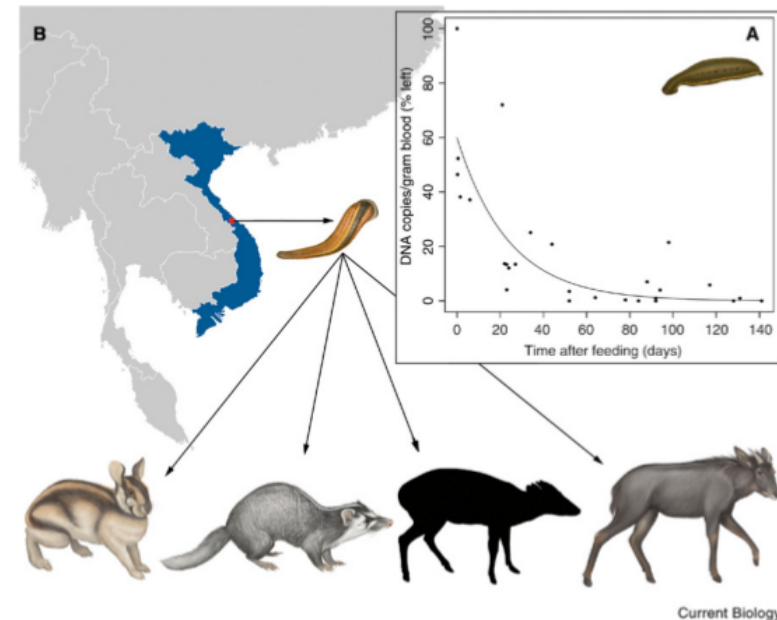 B
A
DNA copies/gram blood (% left)
100
80
60
40
20
0
0 20 40 60 80 100 120 140
Time after feeding (days)
Current Biology